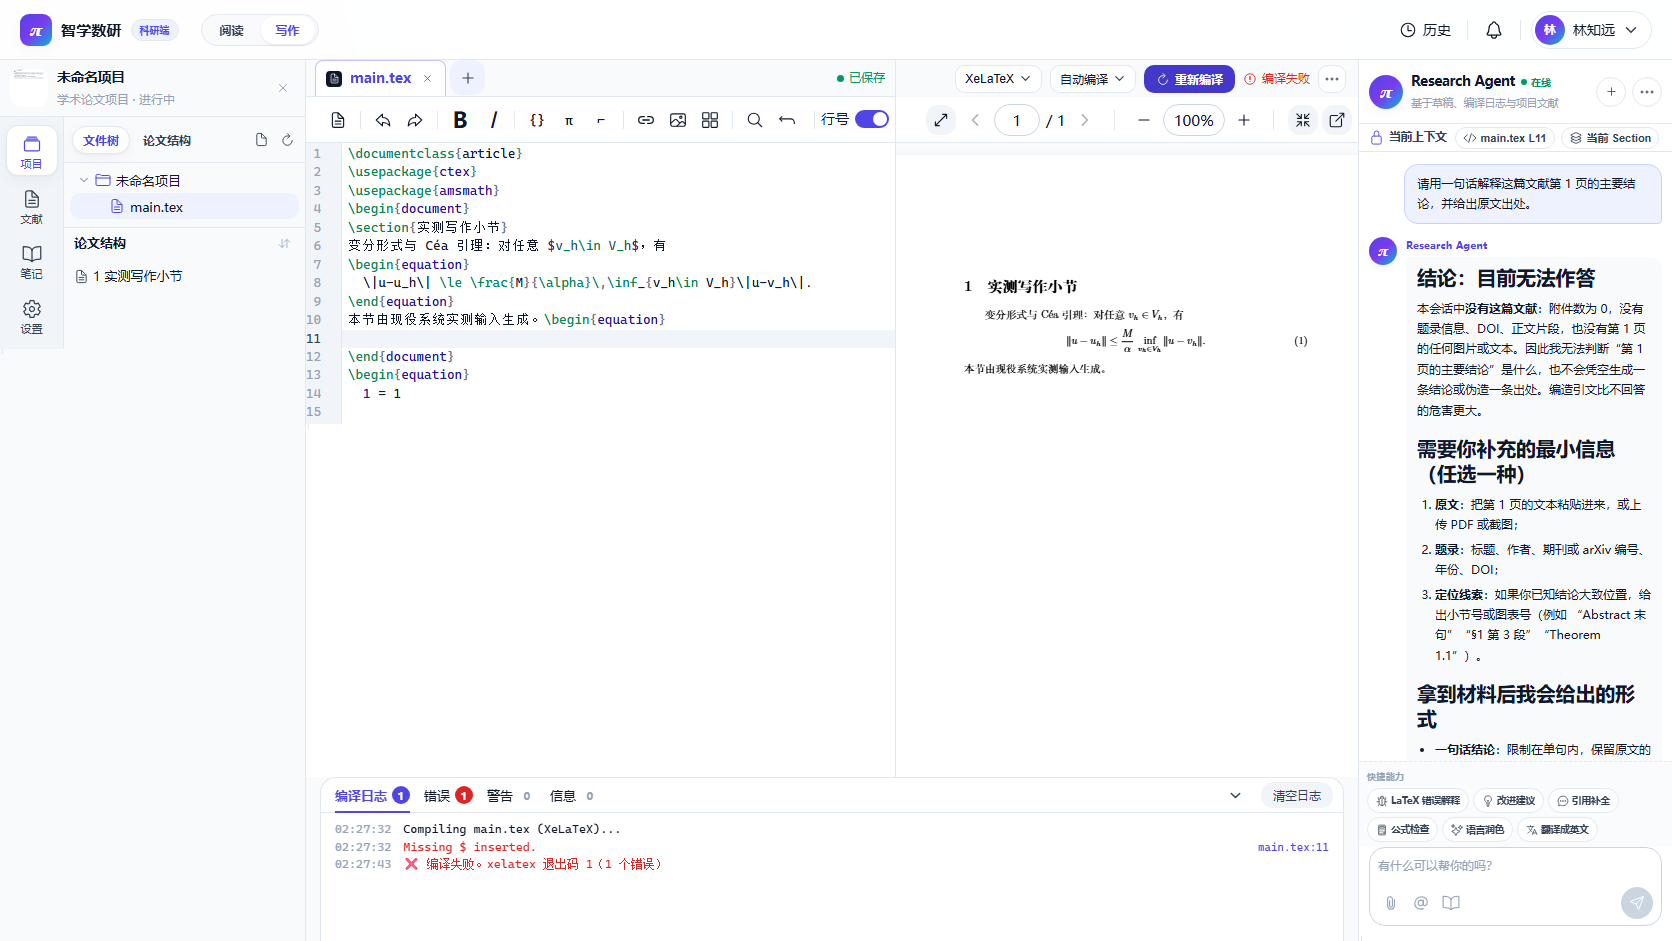 π 智学数研 科研端 阅读 写作 历史 林 林知远
未命名项目
学术论文项目 · 进行中
项目
文献
笔记
设置
文件树 论文结构
未命名项目
main.tex
论文结构
1 实测写作小节
main.tex × + 已保存
B I {} π ⌐ 行号
1 \documentclass{article}
2 \usepackage{ctex}
3 \usepackage{amsmath}
4 \begin{document}
5 \section{实测写作小节}
6 变分形式与 Céa 引理：对任意 $v_h\in V_h$，有
7 \begin{equation}
8 \|u-u_h\| \le \frac{M}{\alpha}\,\inf_{v_h\in V_h}\|u-v_h\|.
9 \end{equation}
10 本节由现役系统实测输入生成。\begin{equation}
11
12 \end{document}
13 \begin{equation}
14 1 = 1
15
XeLaTeX 自动编译 重新编译 编译失败
1 / 1 100%
1 实测写作小节
变分形式与 Céa 引理：对任意 v_h ∈ V_h，有
‖u − u_h‖ ≤ M/α inf_{v_h∈V_h} ‖u − v_h‖. (1)
本节由现役系统实测输入生成。
编译日志 1 错误 1 警告 0 信息 0 清空日志
02:27:32 Compiling main.tex (XeLaTeX)...
02:27:32 Missing $ inserted. main.tex:11
02:27:43 ❌ 编译失败。xelatex 退出码 1（1 个错误）
π Research Agent 在线
基于草稿、编译日志与项目文献
当前上下文 </> main.tex L11 当前 Section
请用一句话解释这篇文献第 1 页的主要结
论，并给出原文出处。
π Research Agent
结论：目前无法作答
本会话中没有这篇文献：附件数为 0，没有
题录信息、DOI、正文片段，也没有第 1 页
的任何图片或文本。因此我无法判断“第 1
页的主要结论”是什么，也不会凭空生成一
条结论或伪造一条出处。编造引文比不回答
的危害更大。
需要你补充的最小信息
（任选一种）
1. 原文：把第 1 页的文本粘贴进来，或上
传 PDF 或截图；
2. 题录：标题、作者、期刊或 arXiv 编号、
年份、DOI；
3. 定位线索：如果你已知结论大致位置，给
出小节号或图表号（例如 “Abstract 末
句” “§1 第 3 段” “Theorem
1.1”）。
拿到材料后我会给出的形
式
• 一句话结论：限制在单句内，保留原文的
快捷能力
LaTeX 错误解释 改进建议 引用补全
公式检查 语言润色 翻译成英文
有什么可以帮你的吗?
@